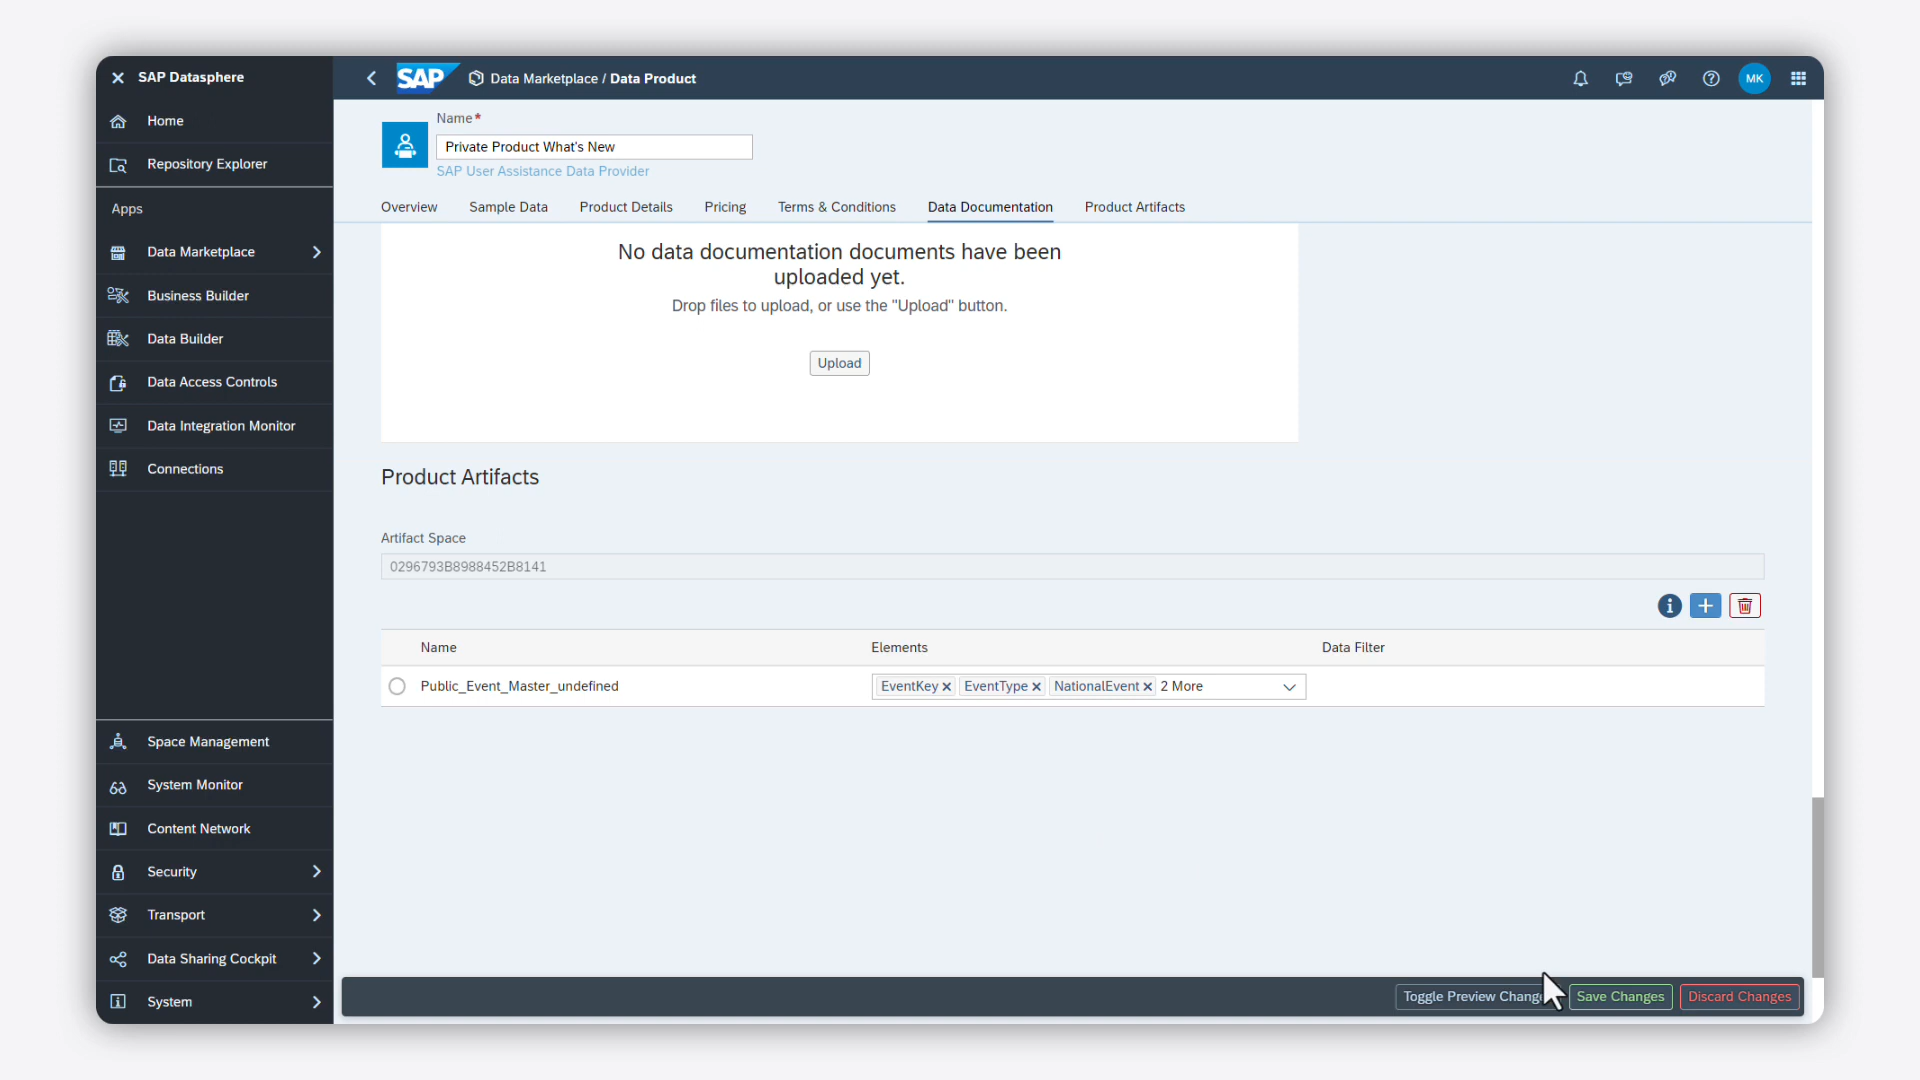 SAP Datasphere
SAP Data Marketplace / Data Product
MK
Home
Repository Explorer
Apps
Data Marketplace
Business Builder
Data Builder
Data Access Controls
Data Integration Monitor
Connections
Space Management
System Monitor
Content Network
Security
Transport
Data Sharing Cockpit
System
Name*
Private Product What's New
SAP User Assistance Data Provider
Overview Sample Data Product Details Pricing Terms & Conditions Data Documentation Product Artifacts
No data documentation documents have been
uploaded yet.
Drop files to upload, or use the "Upload" button.
Upload
Product Artifacts
Artifact Space
0296793B8988452B8141
Name Elements Data Filter
Public_Event_Master_undefined EventKey EventType NationalEvent 2 More
Toggle Preview Save Changes Discard Changes